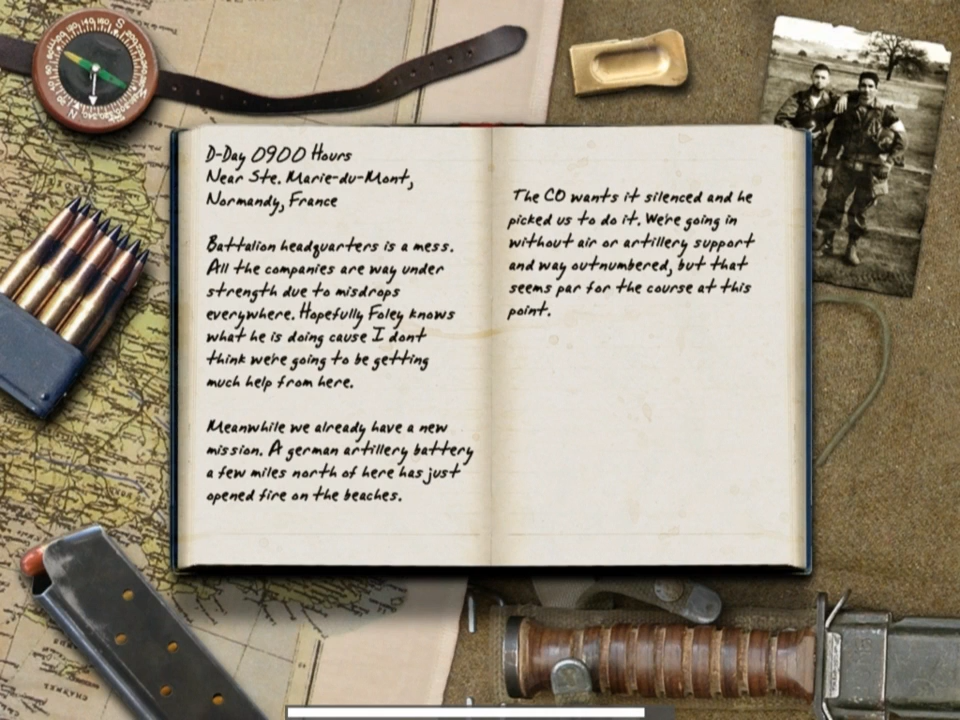 D-Day 0900 Hours
Near Ste. Marie-du-Mont,
Normandy, France
Battalion headquarters is a mess.
All the companies are way under
strength due to misdrops
everywhere. Hopefully Foley knows
what he is doing cause I dont
think we're going to be getting
much help from here.
Meanwhile we already have a new
mission. A german artillery battery
a few miles north of here has just
opened fire on the beaches.
The CO wants it silenced and he
picked us to do it. We're going in
without air or artillery support
and way outnumbered, but that
seems par for the course at this
point.